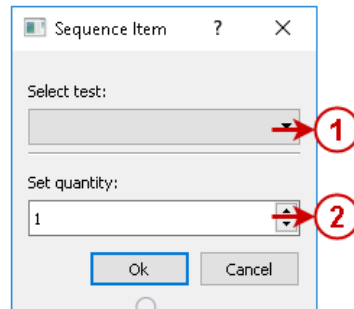 Sequence Item ?
Select test:
1
Set quantity:
1
2
Ok Cancel